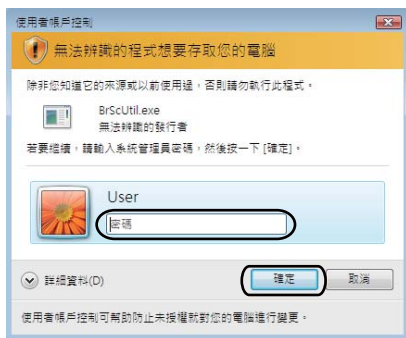 使用者帳戶控制
無法辨識的程式想要存取您的電腦
除非您知道它的來源或以前使用過，否則請勿執行此程式。
BrScUtil.exe
無法辨識的發行者
若要繼續，請輸入系統管理員密碼，然後按一下 [確定]。
User
密碼
詳細資料(D)
確定
取消
使用者帳戶控制可幫助防止未授權就對您的電腦進行變更。